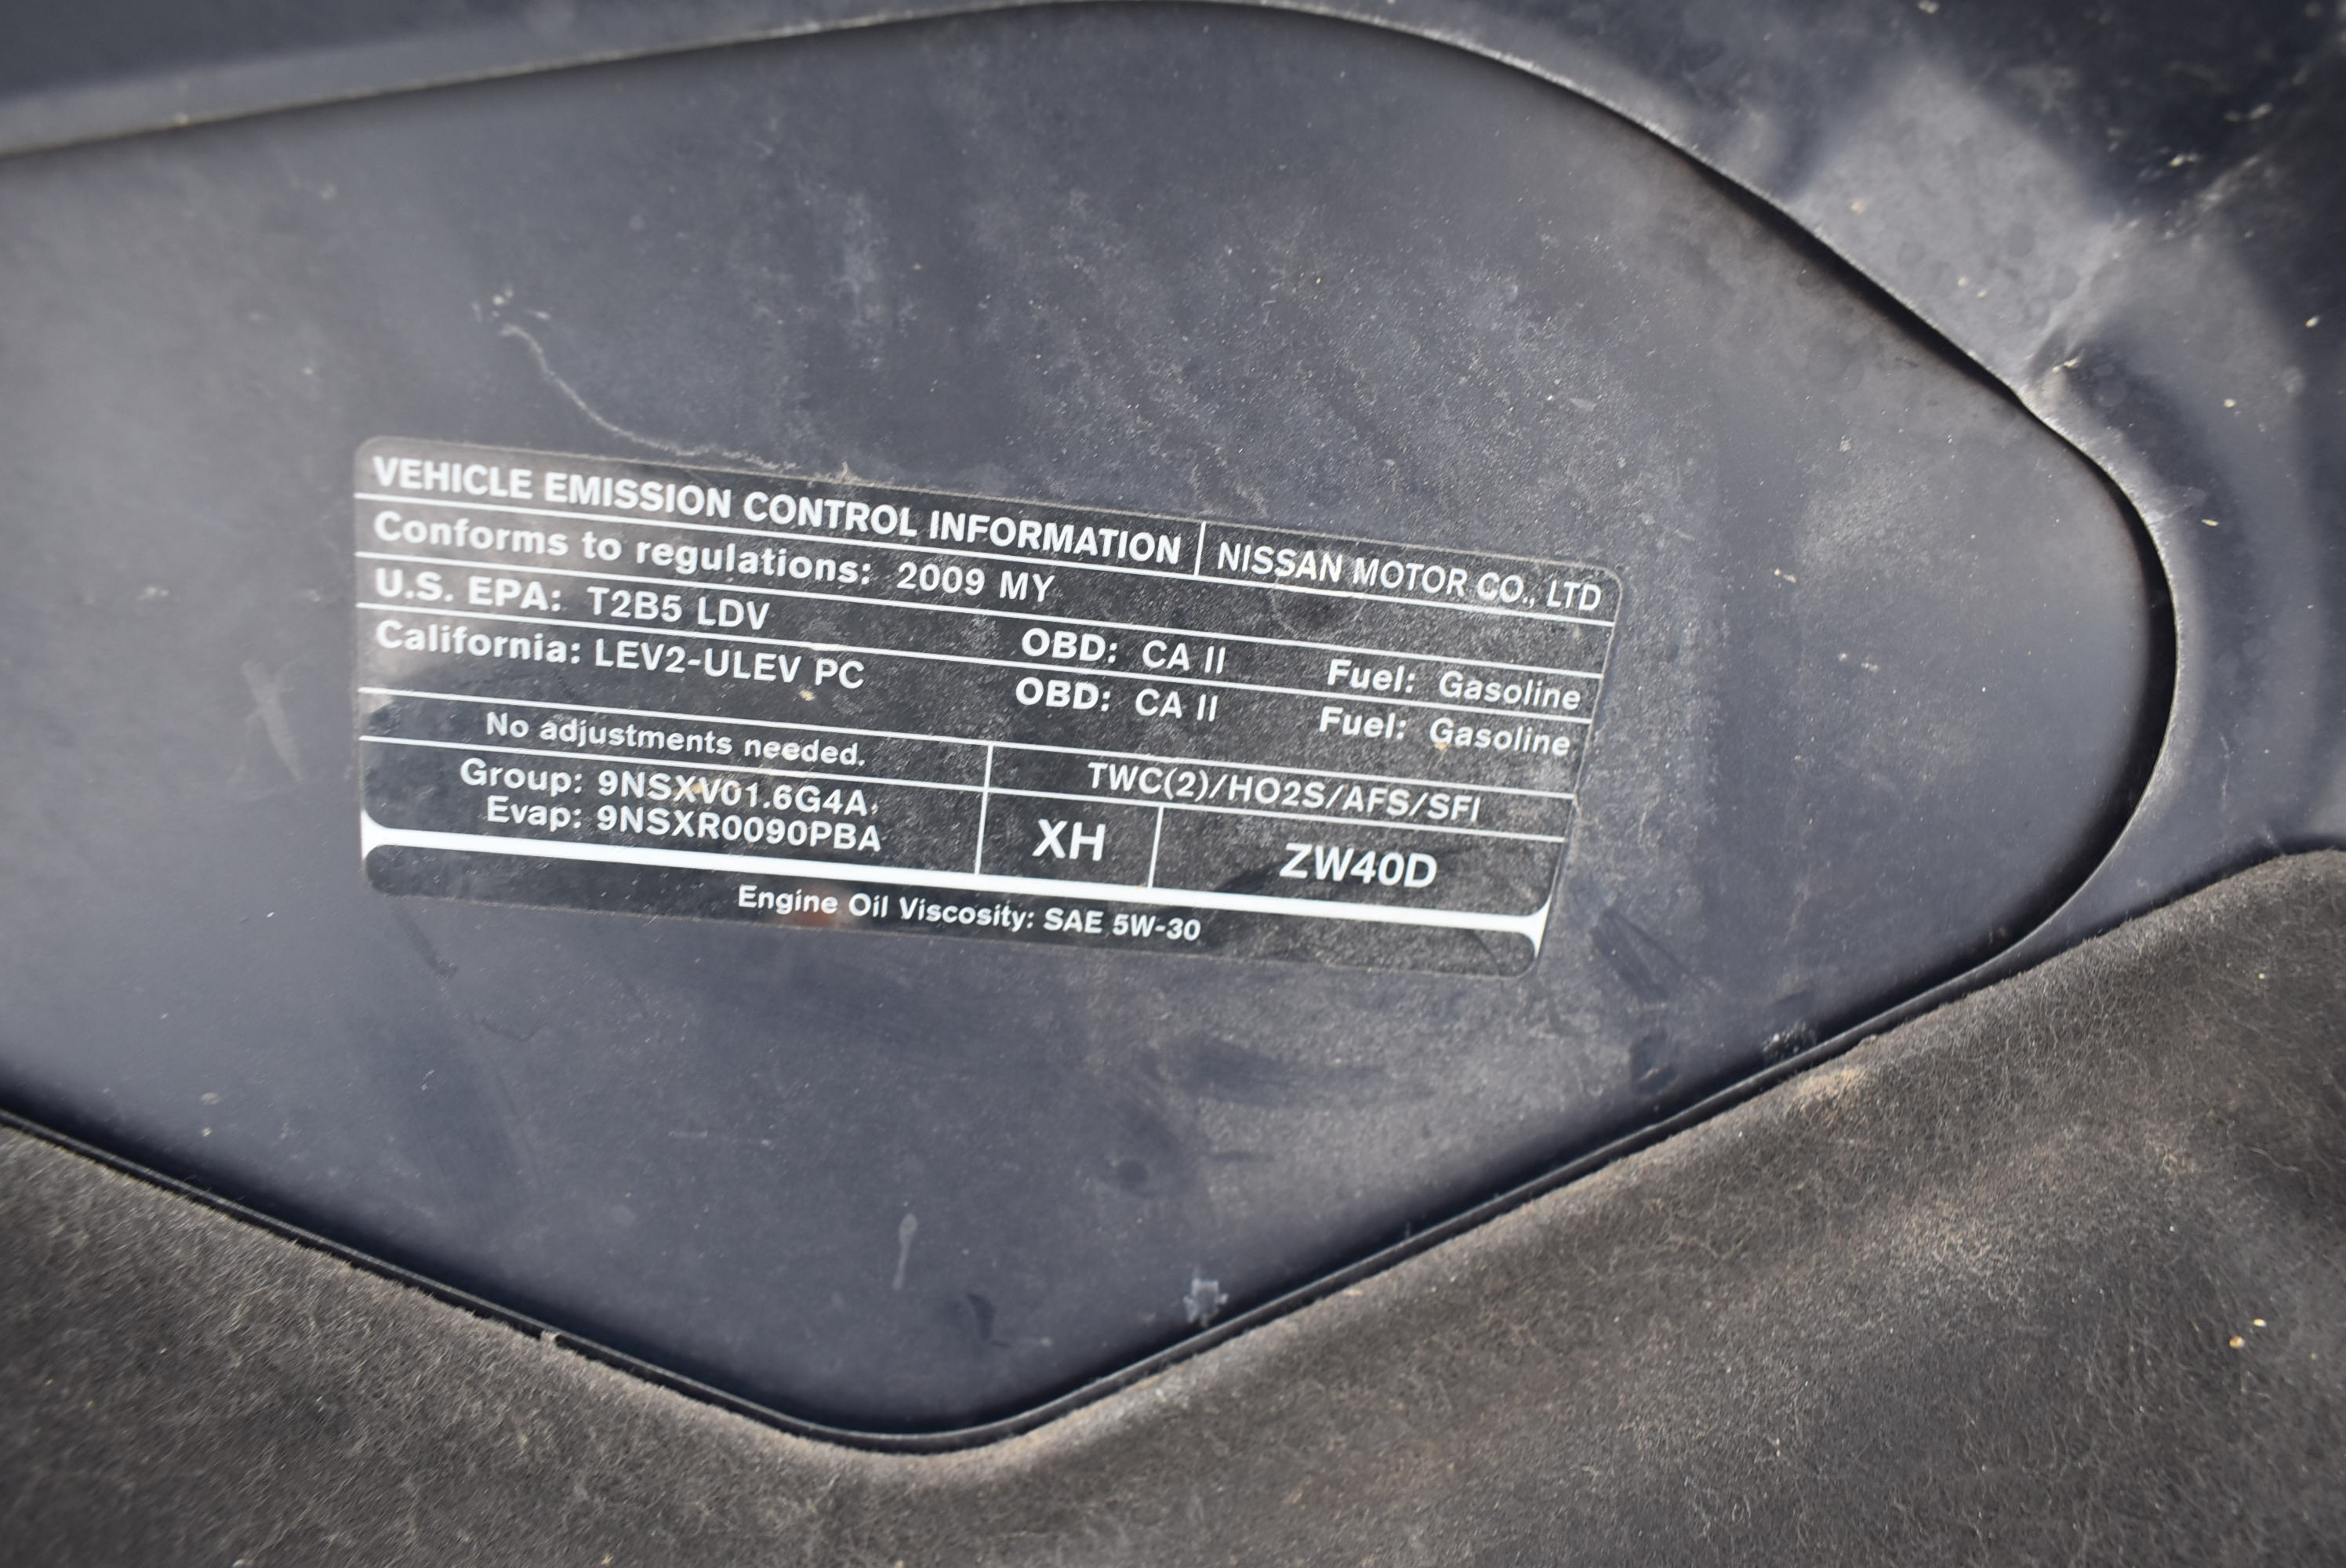 VEHICLE EMISSION CONTROL INFORMATION NISSAN MOTOR CO., LTD
Conforms to regulations: 2009 MY
U.S. EPA: T2B5 LDV OBD: CA II Fuel: Gasoline
California: LEV2-ULEV PC OBD: CA II Fuel: Gasoline
No adjustments needed. TWC(2)/HO2S/AFS/SFI
Group: 9NSXV01.6G4A
Evap: 9NSXR0090PBA
XH ZW40D
Engine Oil Viscosity: SAE 5W-30